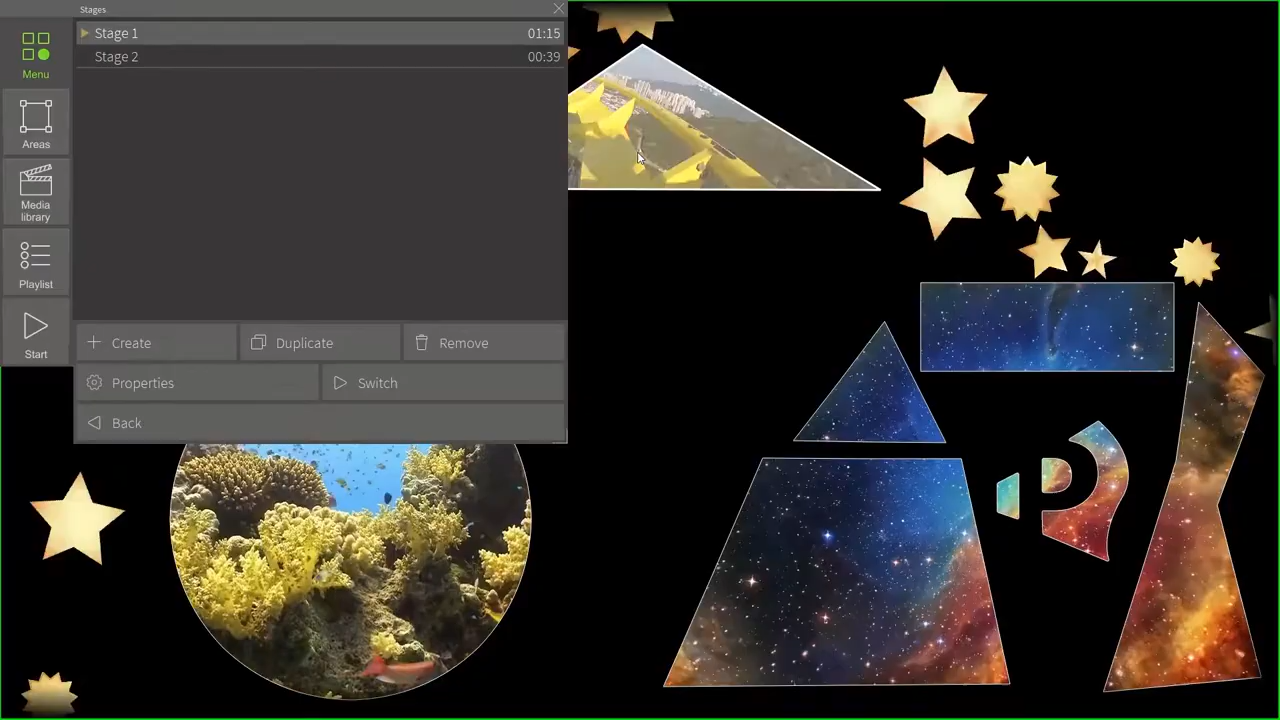 Stages
Menu
Stage 1 01:15
Stage 2 00:39
Areas
Media
library
Playlist
Start
Create Duplicate Remove
Properties Switch
Back